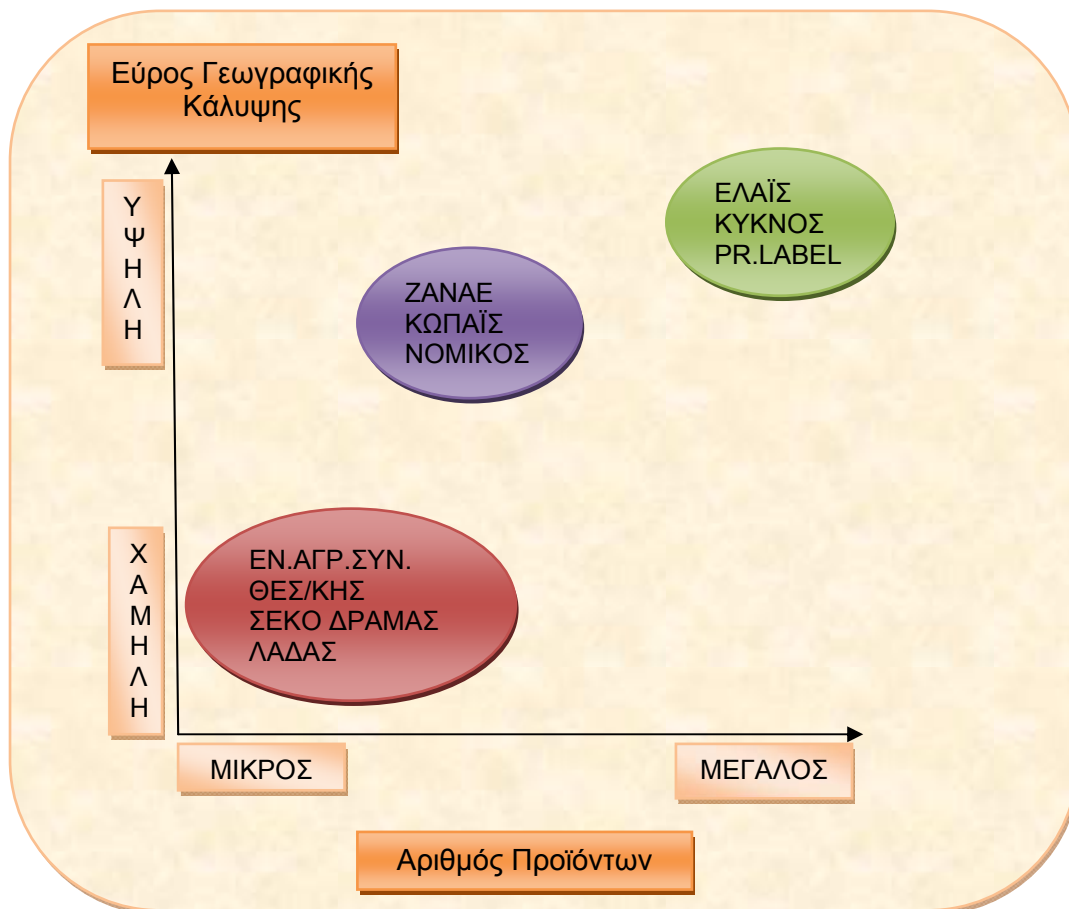 Εύρος Γεωγραφικής
Κάλυψης
Υ
Ψ
Η
Λ
Η
ΕΛΑΪΣ
ΚΥΚΝΟΣ
PR.LABEL
ΖΑΝΑΕ
ΚΩΠΑΪΣ
ΝΟΜΙΚΟΣ
Χ
Α
Μ
Η
Λ
Η
ΕΝ.ΑΓΡ.ΣΥΝ.
ΘΕΣ/ΚΗΣ
ΣΕΚΟ ΔΡΑΜΑΣ
ΛΑΔΑΣ
ΜΙΚΡΟΣ
ΜΕΓΑΛΟΣ
Αριθμός Προϊόντων